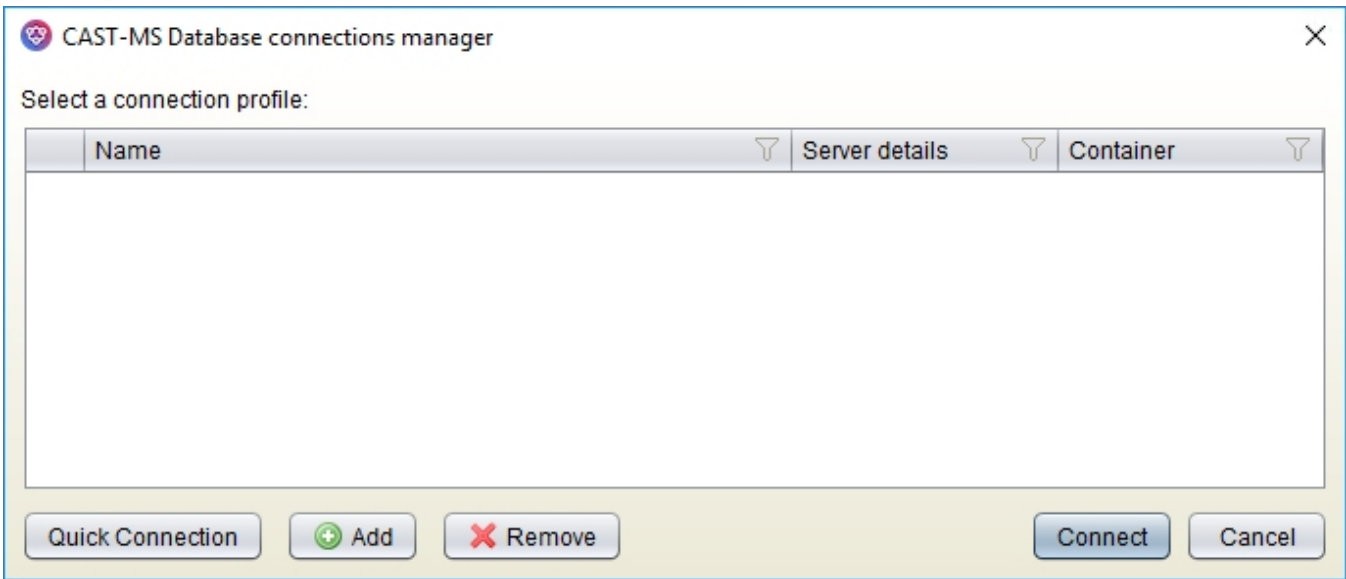 CAST-MS Database connections manager
Select a connection profile:
Name Server details Container
Quick Connection Add Remove Connect Cancel